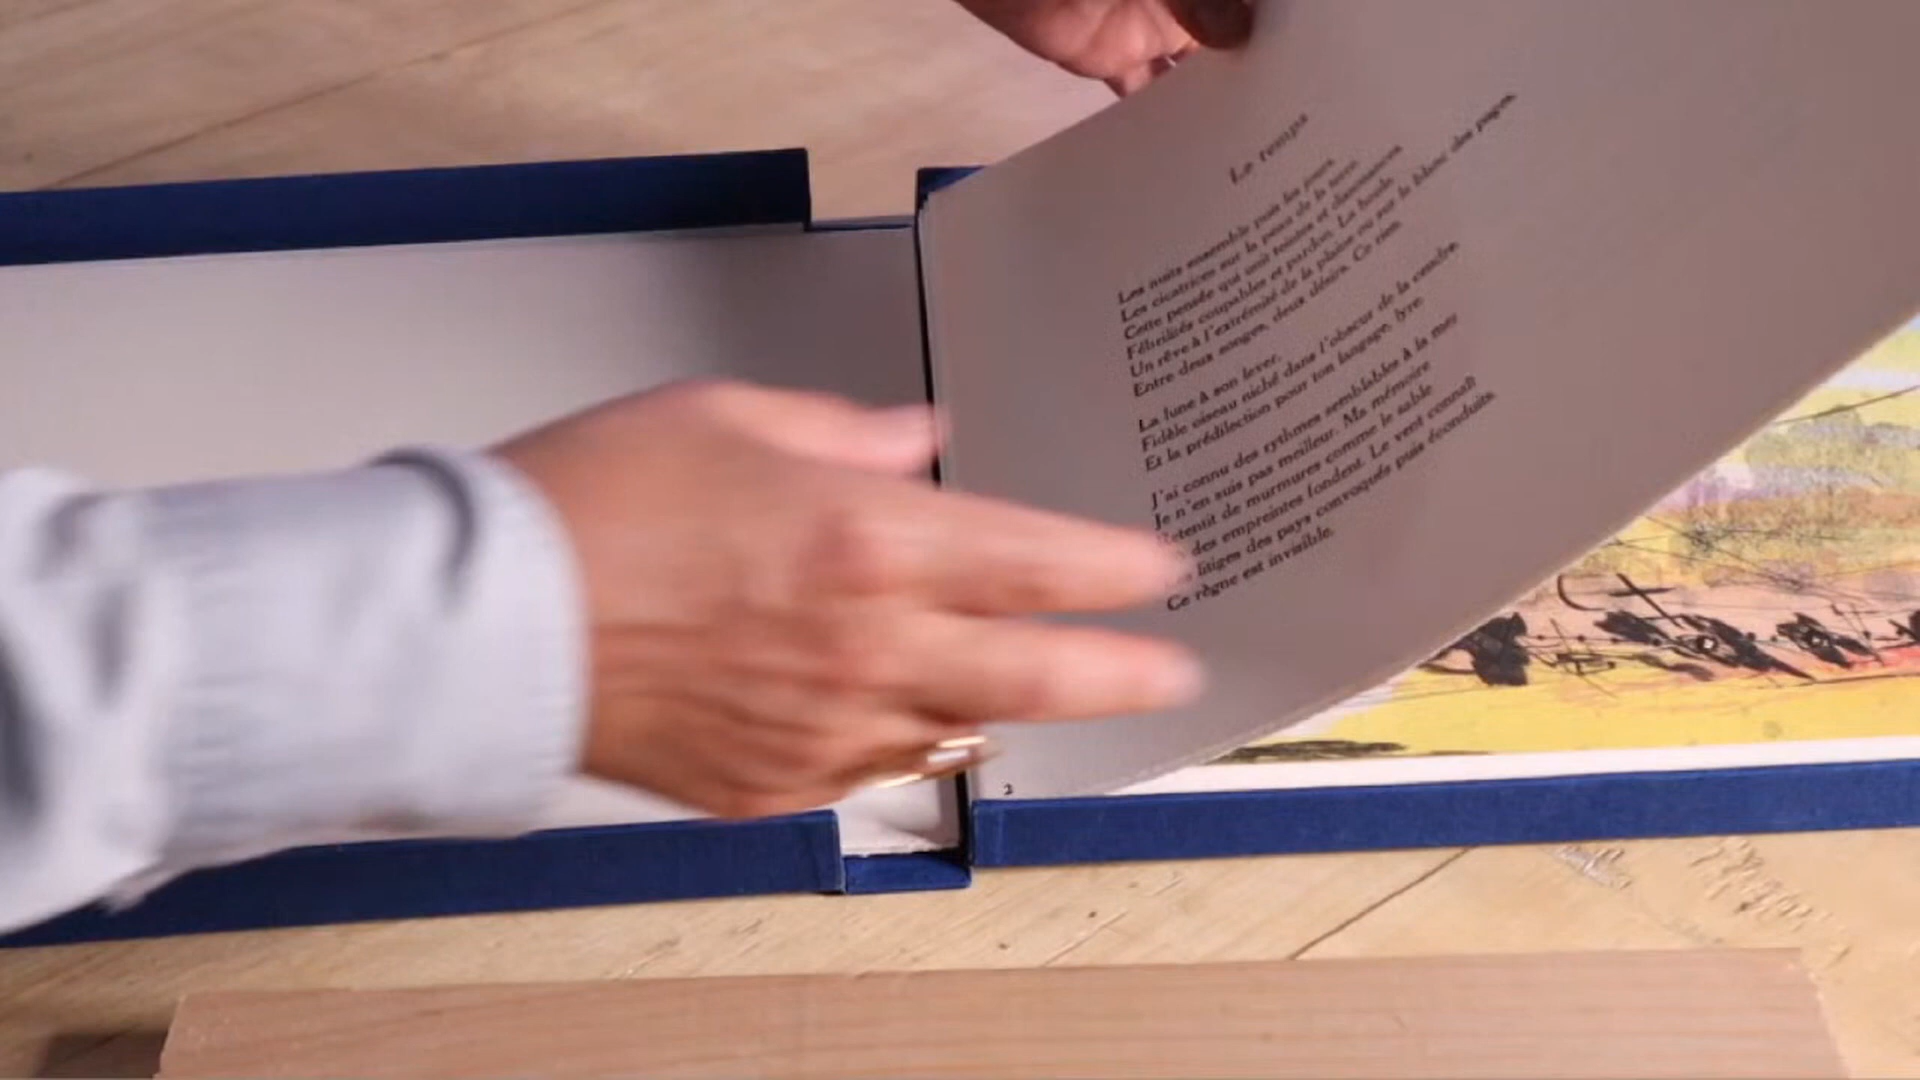 Le temps
Les nuits ensemble puis les jours.
Les cicatrices sur la peau de la terre.
Cette pensée qui unit toutes et
Fébrilités coupables et pardon. La houle
Un rêve à l'extrémité de la plaine ou sur le blanc des pages.
Entre deux songes, deux désirs. Ce rien.
La lune à son lever,
Fidèle oiseau niché dans l'obscur de la cendre.
Et la prédilection pour ton langage, lyre.
J'ai connu des rythmes semblables à la mer
Je n'en suis pas meilleur. Ma mémoire
Retentit de murmures comme le sable
des empreintes fondent. Le vent connaît
litiges des pays convoqués puis éconduits.
Ce règne est invisible.
2